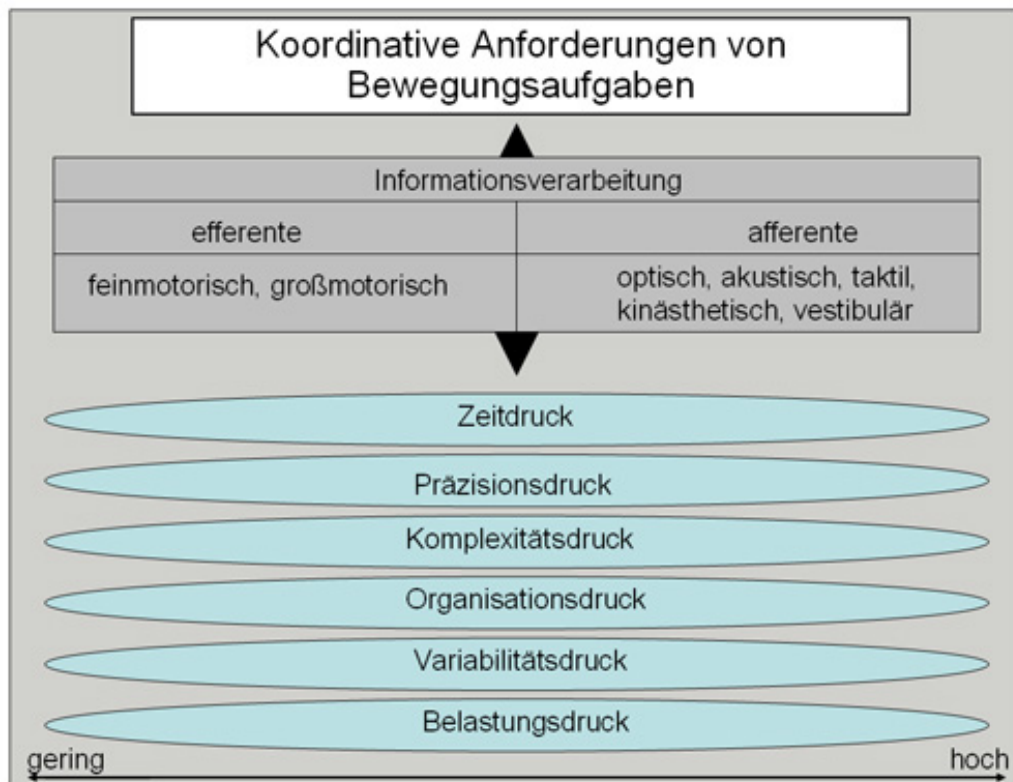 Koordinative Anforderungen von
Bewegungsaufgaben
Informationsverarbeitung
efferente
afferente
feinmotorisch, großmotorisch
optisch, akustisch, taktil,
kinästhetisch, vestibulär
Zeitdruck
Präzisionsdruck
Komplexitätsdruck
Organisationsdruck
Variabilitätsdruck
Belastungsdruck
gering
hoch